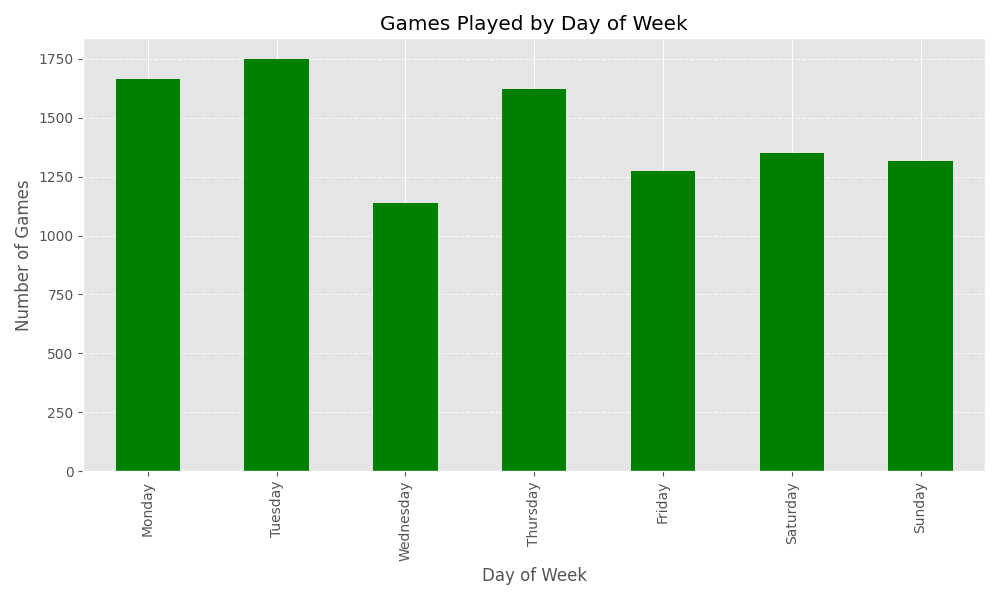 Games Played by Day of Week
Number of Games
1750
1500
1250
1000
750
500
250
0
Monday
Tuesday
Wednesday
Thursday
Friday
Saturday
Sunday
Day of Week